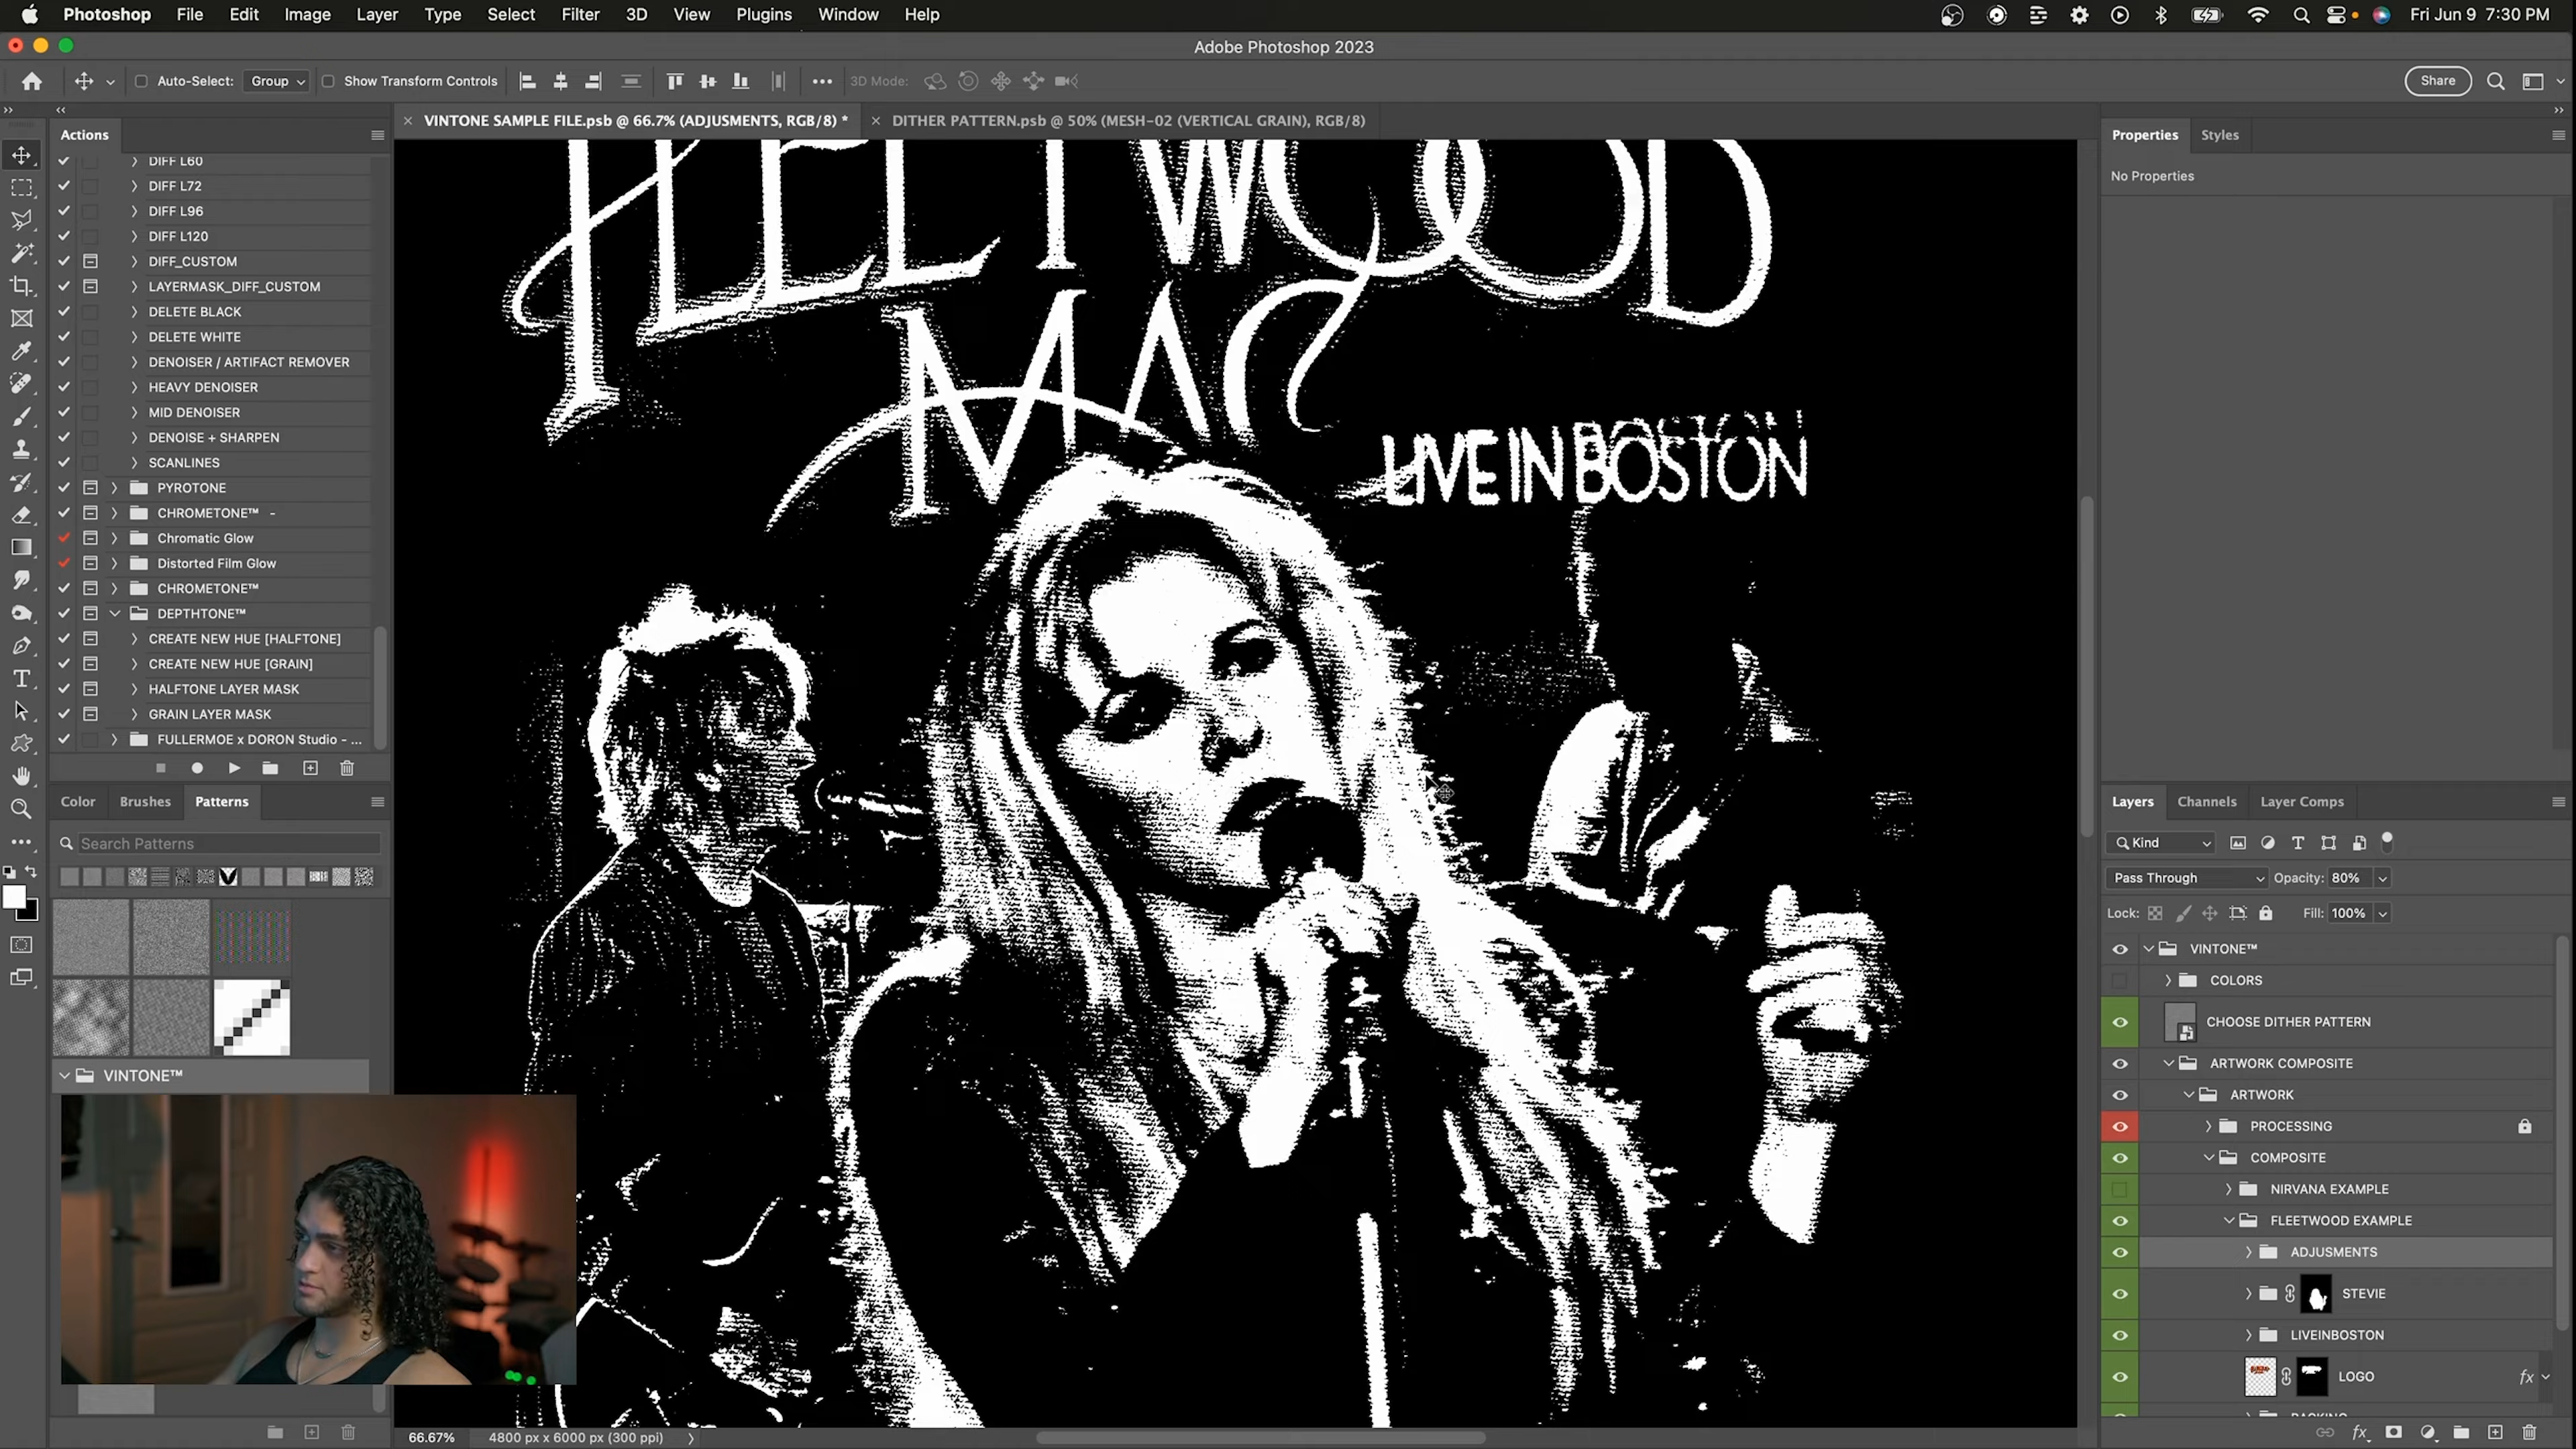 Photoshop File Edit Image Layer Type Select Filter 3D View Plugins Window Help Fri Jun 9 7:30 PM
Adobe Photoshop 2023
Auto-Select: Group Show Transform Controls 3D Mode: Share
Actions
VINTONE SAMPLE FILE.psb @ 66.7% (ADJUSMENTS, RGB/8) *
DITHER PATTERN.psb @ 50% (MESH-02 (VERTICAL GRAIN), RGB/8)
Properties Styles
No Properties
DIFF L60
DIFF L72
DIFF L96
DIFF L120
DIFF_CUSTOM
LAYERMASK_DIFF_CUSTOM
DELETE BLACK
DELETE WHITE
DENOISER / ARTIFACT REMOVER
HEAVY DENOISER
MID DENOISER
DENOISE + SHARPEN
SCANLINES
PYROTONE
CHROMETONE™ -
Chromatic Glow
Distorted Film Glow
CHROMETONE™
DEPTHTONE™
CREATE NEW HUE [HALFTONE]
CREATE NEW HUE [GRAIN]
HALFTONE LAYER MASK
GRAIN LAYER MASK
FULLERMOE x DORON Studio - ...
Color Brushes Patterns
Search Patterns
VINTONE™
FLEETWOOD
MAC
LIVE IN BOSTON
66.67% 4800 px x 6000 px (300 ppi)
Layers Channels Layer Comps
Kind
Pass Through Opacity: 80%
Lock: Fill: 100%
VINTONE™
COLORS
CHOOSE DITHER PATTERN
ARTWORK COMPOSITE
ARTWORK
PROCESSING
COMPOSITE
NIRVANA EXAMPLE
FLEETWOOD EXAMPLE
ADJUSMENTS
STEVIE
LIVEINBOSTON
LOGO fx
fx